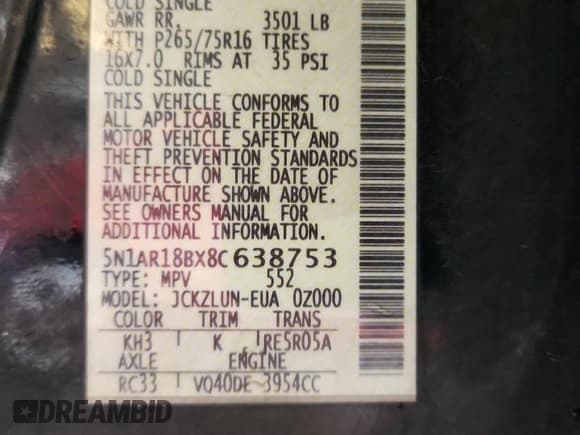 COLD SINGLE
GAWR RR. 3501 LB
WITH P265/75R16 TIRES
16X7.0 RIMS AT 35 PSI
COLD SINGLE
THIS VEHICLE CONFORMS TO
ALL APPLICABLE FEDERAL
MOTOR VEHICLE SAFETY AND
THEFT PREVENTION STANDARDS
IN EFFECT ON THE DATE OF
MANUFACTURE SHOWN ABOVE.
SEE OWNERS MANUAL FOR
ADDITIONAL INFORMATION.
5N1AR18BX8C638753
TYPE: MPV 552
MODEL: JCKZLUN-EUA 0Z000
COLOR TRIM TRANS
KH3 K RE5R05A
AXLE ENGINE
RC33 VQ40DE 3954CC
DREAMBID